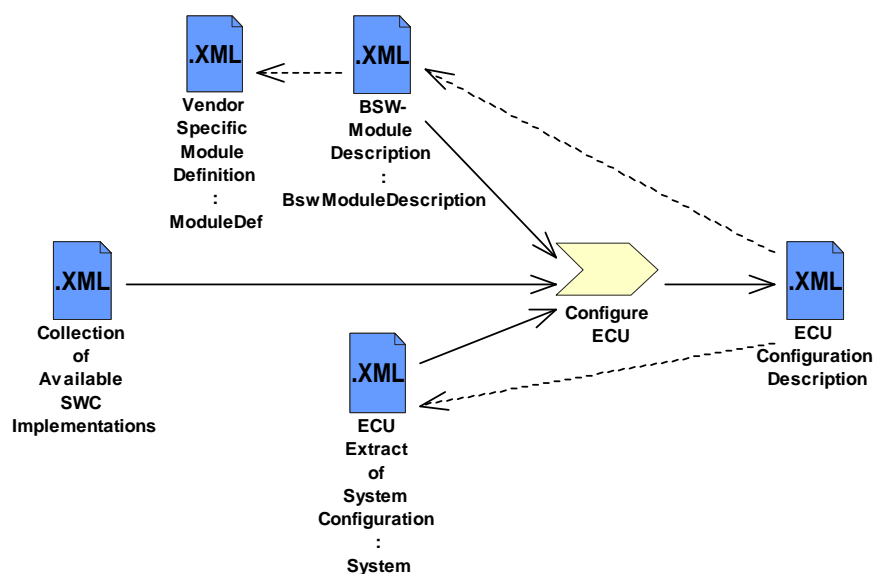 .XML
Vendor
Specific
Module
Definition
:
ModuleDef
.XML
BSW-
Module
Description
:
BswModuleDescription
.XML
Collection
of
Available
SWC
Implementations
Configure
ECU
.XML
ECU
Configuration
Description
.XML
ECU
Extract
of
System
Configuration
:
System